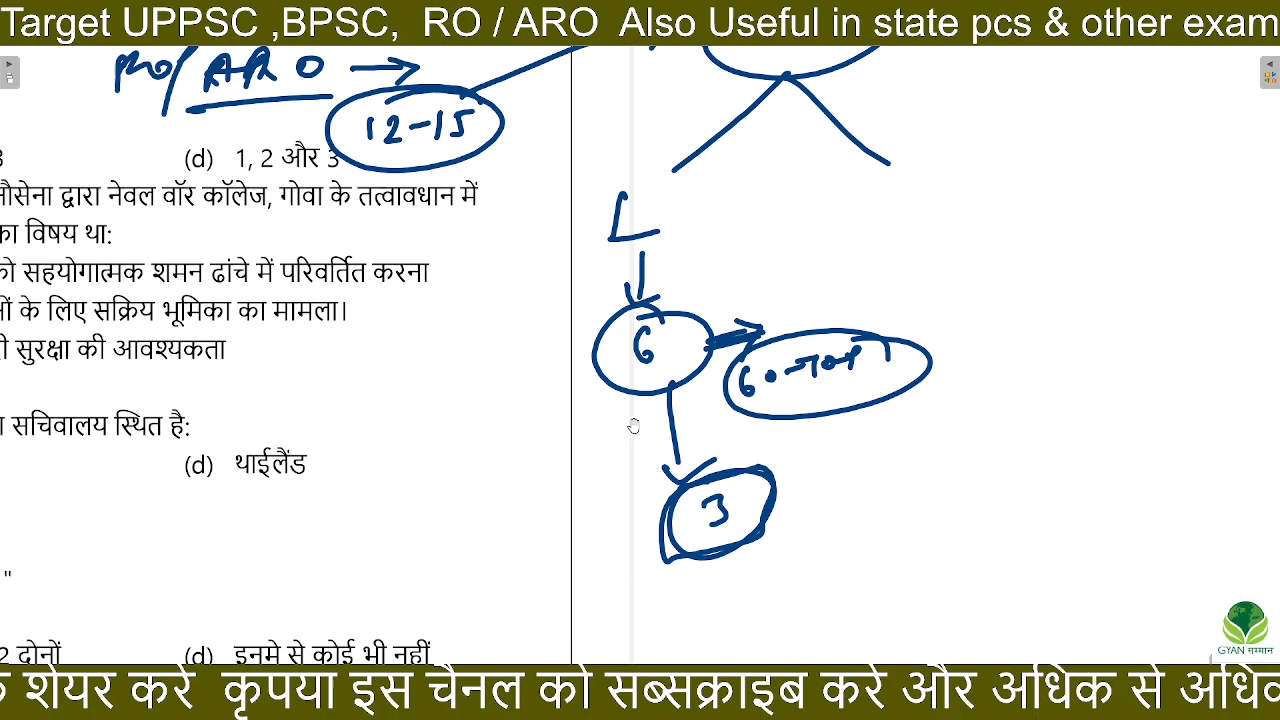 Target UPPSC ,BPSC, RO / ARO Also Useful in state pcs & other exam
RO/ ARO →
12-15
3 (d) 1, 2 और 3
नौसेना द्वारा नेवल वॉर कॉलेज, गोवा के तत्वावधान में
का विषय था:
को सहयोगात्मक शमन ढांचे में परिवर्तित करना
ओं के लिए सक्रिय भूमिका का मामला।
सुरक्षा की आवश्यकता
L
6
सचिवालय स्थित है:
(d) थाईलैंड
3
"
2 दोनों (d) इनमे से कोई भी नहीं
GYAN सम्मान
शेयर करे कृपया इस चैनल को सब्सक्राइब करे और अधिक से